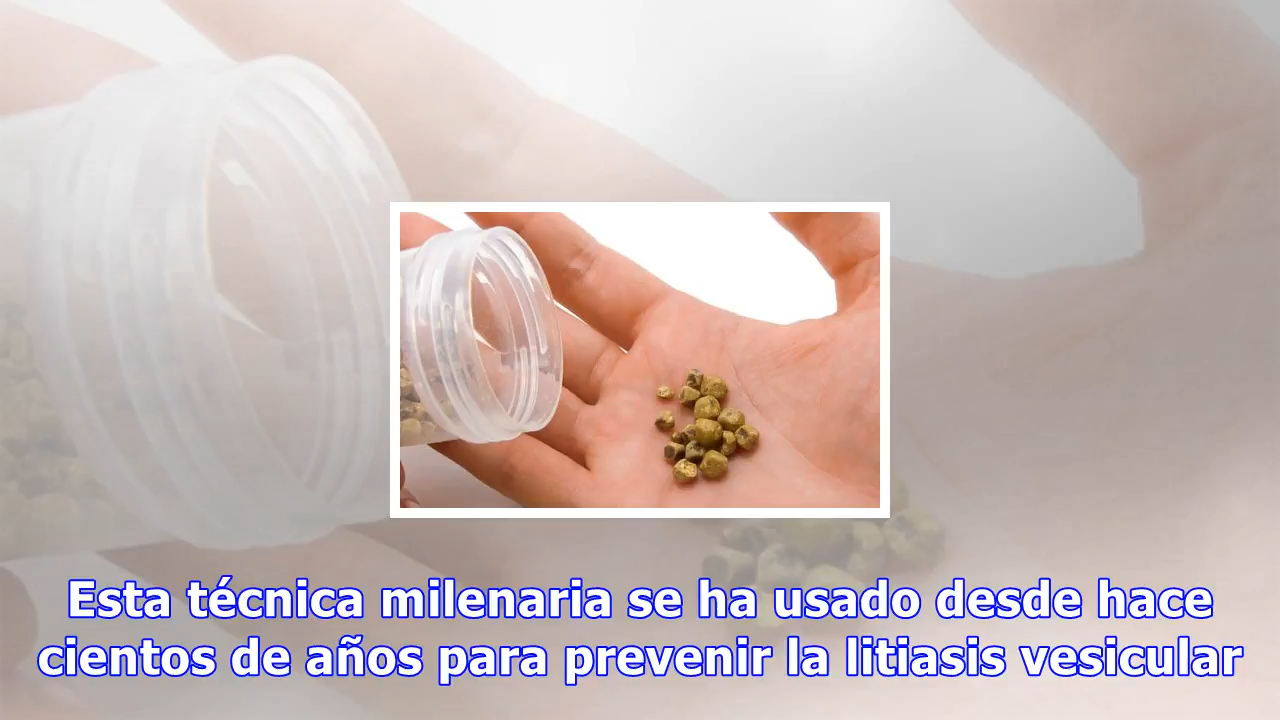 Esta técnica milenaria se ha usado desde hace
cientos de años para prevenir la litiasis vesicular